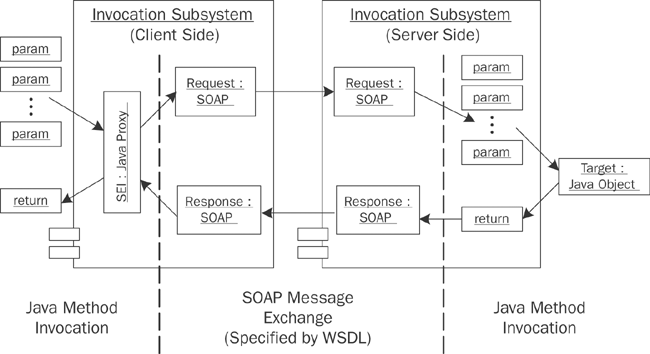 Invocation Subsystem
(Client Side)
Invocation Subsystem
(Server Side)
param
param
param
return
SEI : Java Proxy
Request :
SOAP
Response :
SOAP
Request :
SOAP
Response :
SOAP
param
param
param
return
Target :
Java Object
Java Method
Invocation
SOAP Message
Exchange
(Specified by WSDL)
Java Method
Invocation